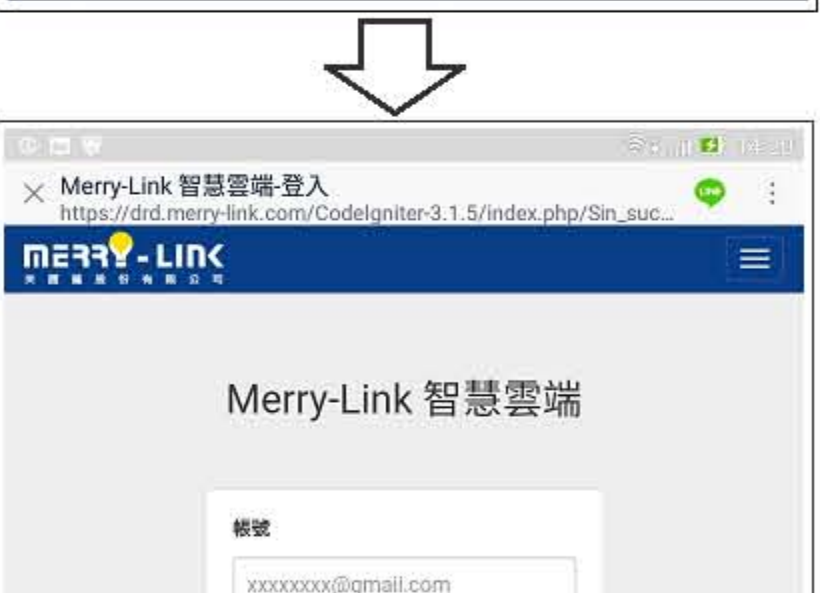 Merry-Link 智慧雲端-登入
https://drd.merry-link.com/CodeIgniter-3.1.5/index.php/Sin_suc...
MERRY-LINK
Merry-Link 智慧雲端
帳號
xxxxxxxx@gmail.com